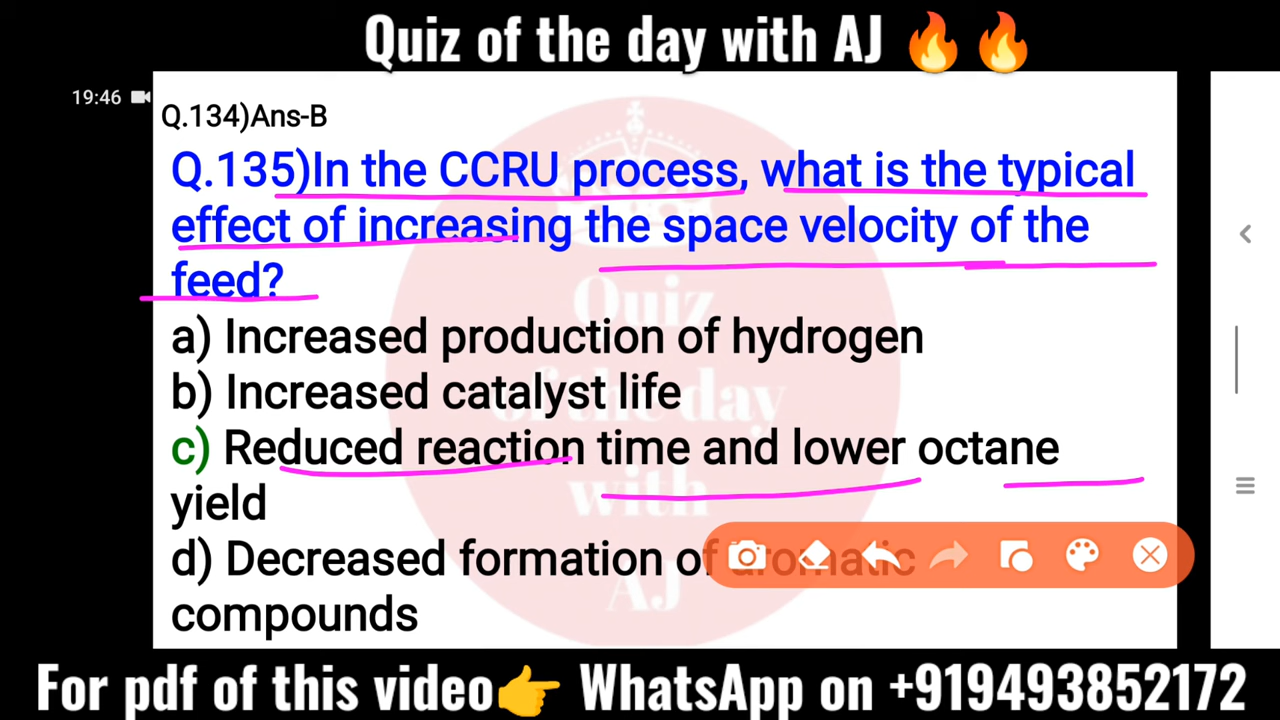 Quiz of the day with AJ 🔥🔥
19:46
Q.134)Ans-B
Q.135)In the CCRU process, what is the typical
effect of increasing the space velocity of the
feed?
a) Increased production of hydrogen
b) Increased catalyst life
c) Reduced reaction time and lower octane
yield
d) Decreased formation of aromatic
compounds
Quiz
of the day
with
AJ
For pdf of this video👉 WhatsApp on +919493852172